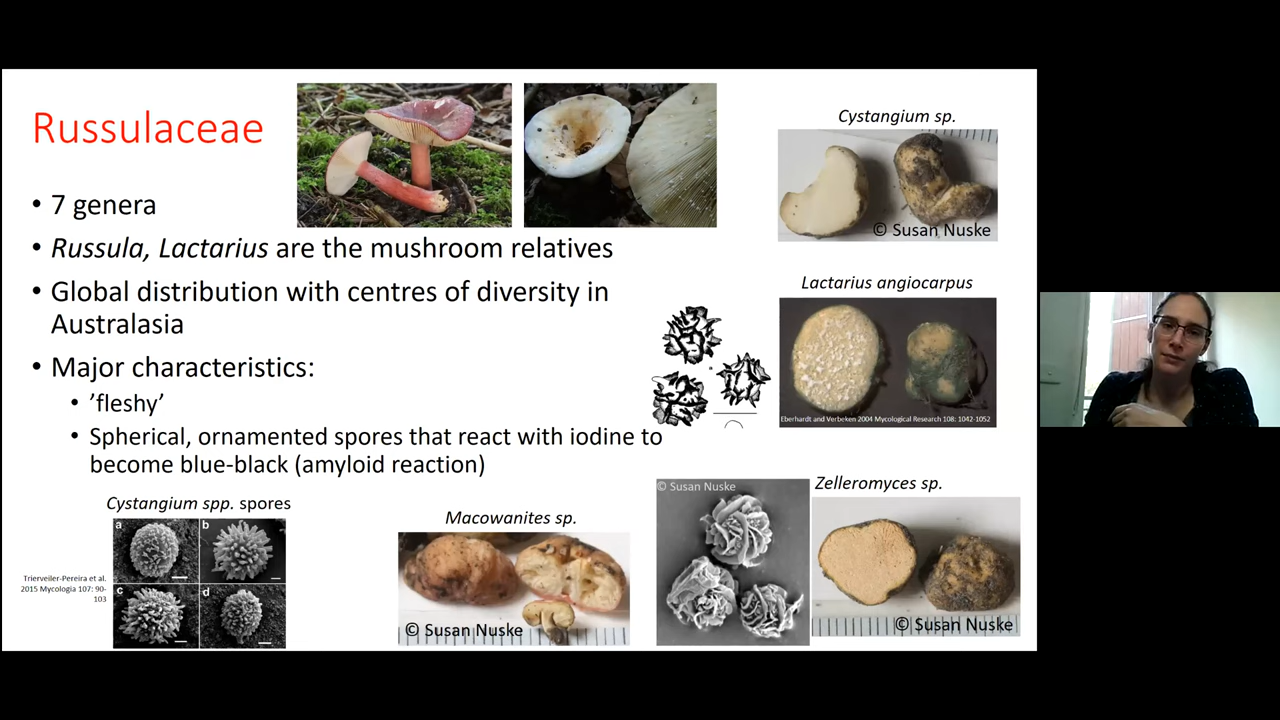 Russulaceae
• 7 genera
• Russula, Lactarius are the mushroom relatives
• Global distribution with centres of diversity in
Australasia
• Major characteristics:
• ’fleshy’
• Spherical, ornamented spores that react with iodine to
become blue-black (amyloid reaction)
Cystangium sp.
© Susan Nuske
Lactarius angiocarpus
Eberhardt and Verbeken 2004 Mycological Research 108: 1042-1052
Cystangium spp. spores
a
b
c
d
Trierveiler-Pereira et al.
2015 Mycologia 107: 90-
103
Macowanites sp.
© Susan Nuske
© Susan Nuske
Zelleromyces sp.
© Susan Nuske